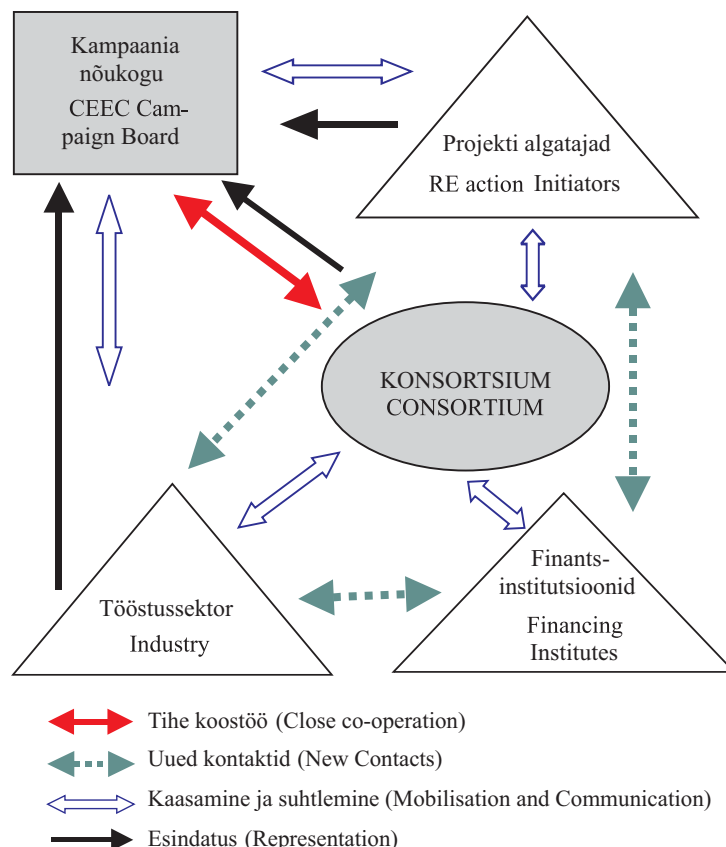 Kampaania
nõukogu
CEEC Cam-
paign Board
Projekti algatajad
RE action Initiators
KONSORTSIUM
CONSORTIUM
Tööstussektor
Industry
Finants-
institutsioonid
Financing
Institutes
Tihe koostöö (Close co-operation)
Uued kontaktid (New Contacts)
Kaasamine ja suhtlemine (Mobilisation and Communication)
Esindatus (Representation)